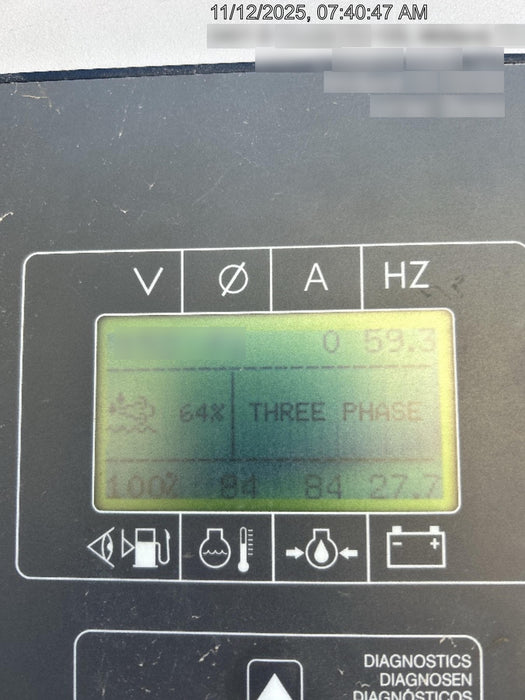 11/12/2025, 07:40:47 AM
V Ø A HZ
0 59.3
64% THREE PHASE
100% 84 84 27.7
- +
DIAGNOSTICS
DIAGNOSEN
DIAGNÓSTICOS